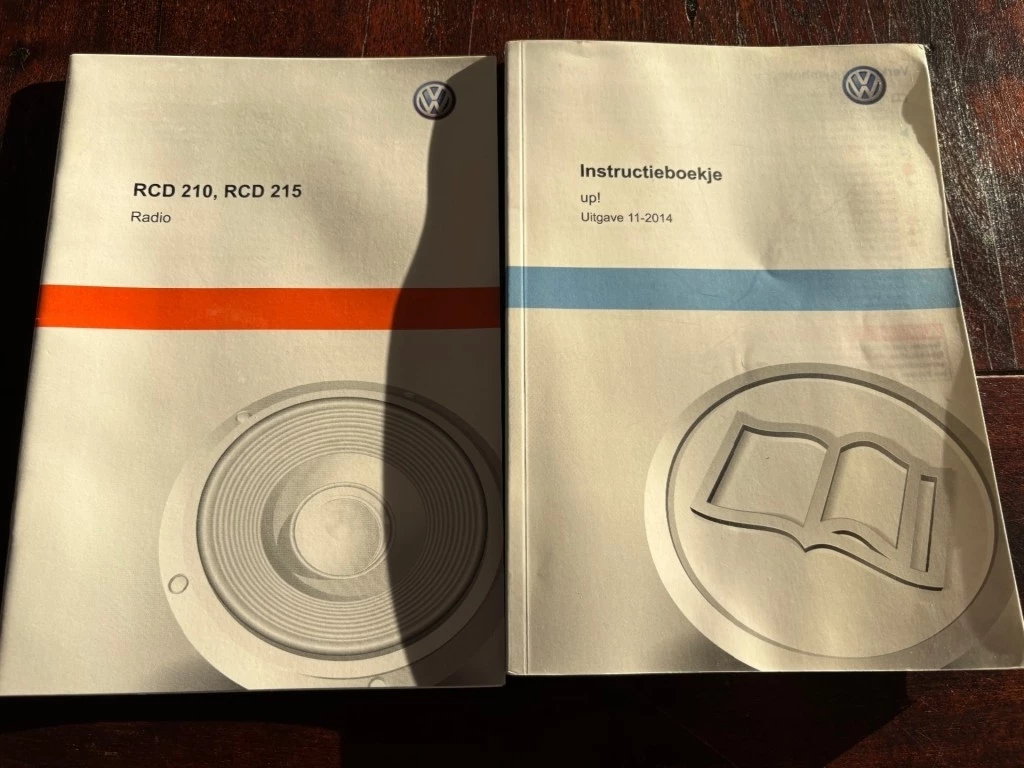 RCD 210, RCD 215
Radio
Instructieboekje
up!
Uitgave 11-2014